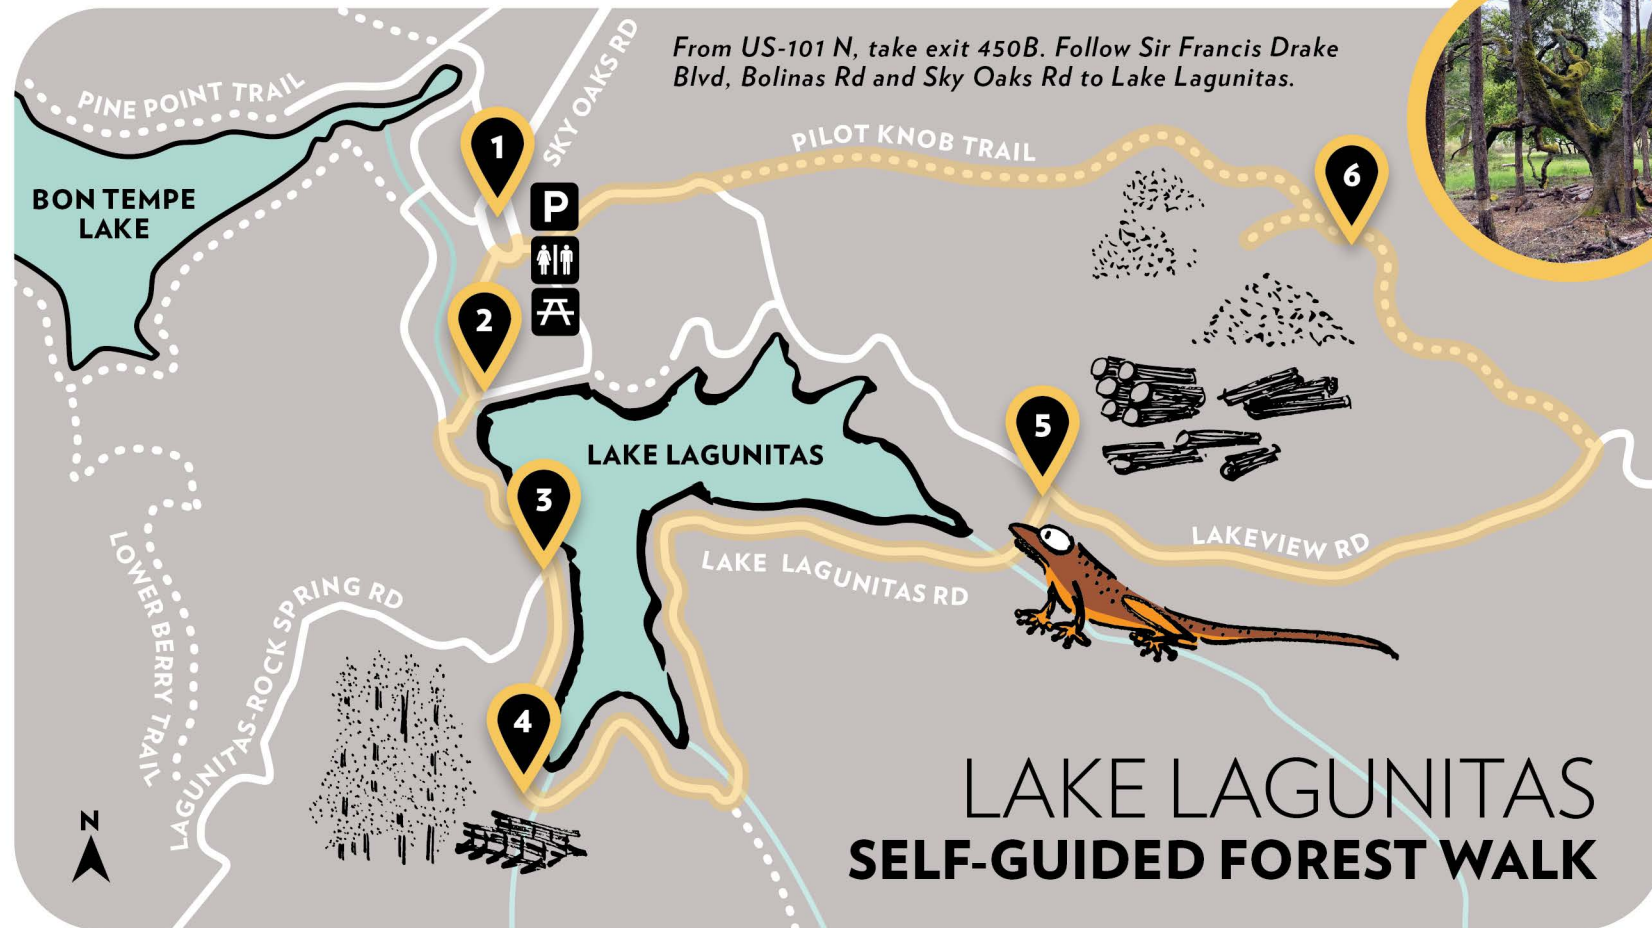 From US-101 N, take exit 450B. Follow Sir Francis Drake
Blvd, Bolinas Rd and Sky Oaks Rd to Lake Lagunitas.
PINE POINT TRAIL
SKY OAKS RD
1
PILOT KNOB TRAIL
6
BON TEMPE
LAKE
P
2
5
LAKE LAGUNITAS
3
LAKEVIEW RD
LAKE LAGUNITAS RD
LOWER BERRY TRAIL
LAGUNITAS-ROCK SPRING RD
4
N
LAKE LAGUNITAS
SELF-GUIDED FOREST WALK